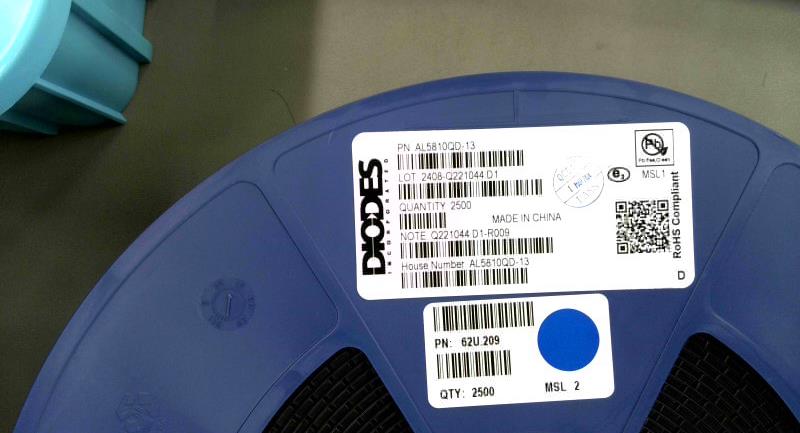 DIODES
INCORPORATED
PN AL5810QD-13
LOT 2408-Q221044 D1
QUANTITY 2500
MADE IN CHINA
NOTE Q221044 D1-R009
House Number AL5810QD-13
Pb
Pb Free,Green
e3
MSL1
RoHS Compliant
D
PN: 62U.209
QTY: 2500
MSL 2